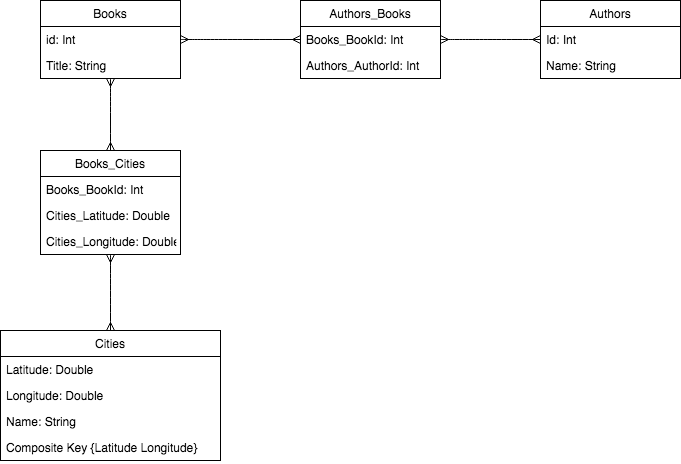 Books
id: Int
Title: String
Authors_Books
Books_BookId: Int
Authors_AuthorId: Int
Authors
Id: Int
Name: String
Books_Cities
Books_BookId: Int
Cities_Latitude: Double
Cities_Longitude: Double
Cities
Latitude: Double
Longitude: Double
Name: String
Composite Key {Latitude Longitude}